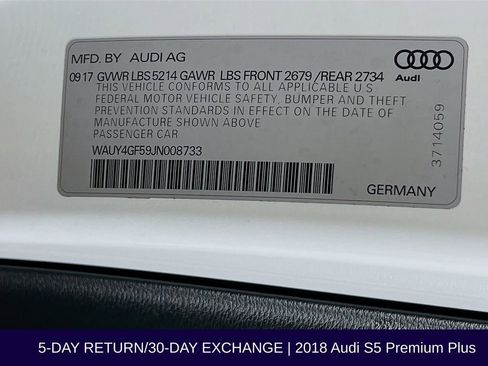 MFD. BY AUDI AG
09 17 GVWR LBS 5214 GAWR LBS FRONT 2679 /REAR 2734
THIS VEHICLE CONFORMS TO ALL APPLICABLE U S
FEDERAL MOTOR VEHICLE SAFETY, BUMPER AND THEFT
PREVENTION STANDARDS IN EFFECT ON THE DATE OF
MANUFACTURE SHOWN ABOVE
PASSENGER CAR
WAUY4GF59JN008733
Audi
3714059
GERMANY
5-DAY RETURN/30-DAY EXCHANGE | 2018 Audi S5 Premium Plus